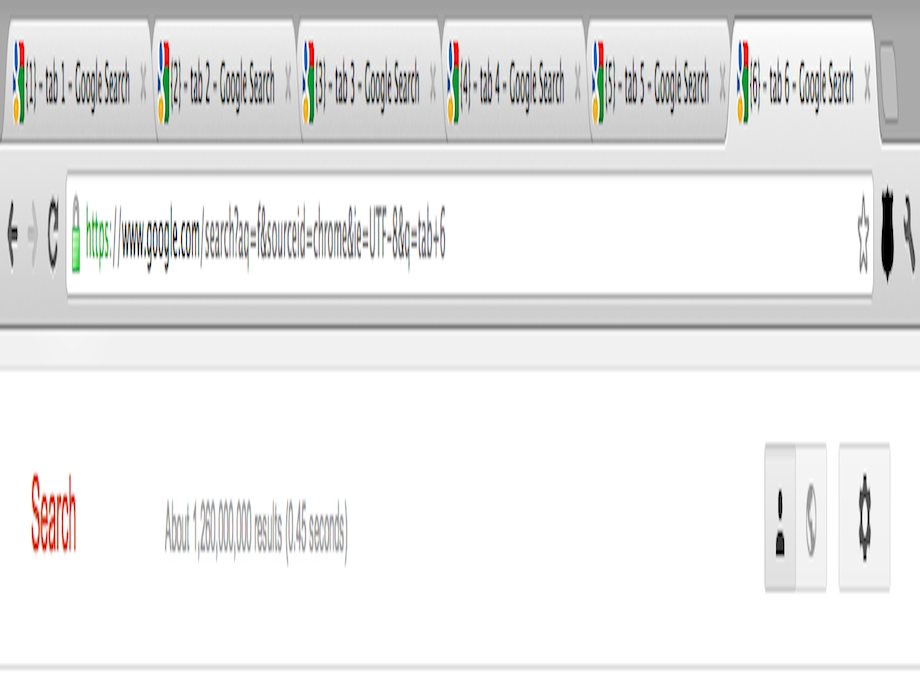 (1) - tab 1 - Google Search
(2) - tab 2 - Google Search
(3) - tab 3 - Google Search
(4) - tab 4 - Google Search
(5) - tab 5 - Google Search
(6) - tab 6 - Google Search
https://www.google.com/search?aq=f&sourceid=chrome&ie=UTF-8&q=tab+6
Search
About 1,260,000,000 results (0.45 seconds)